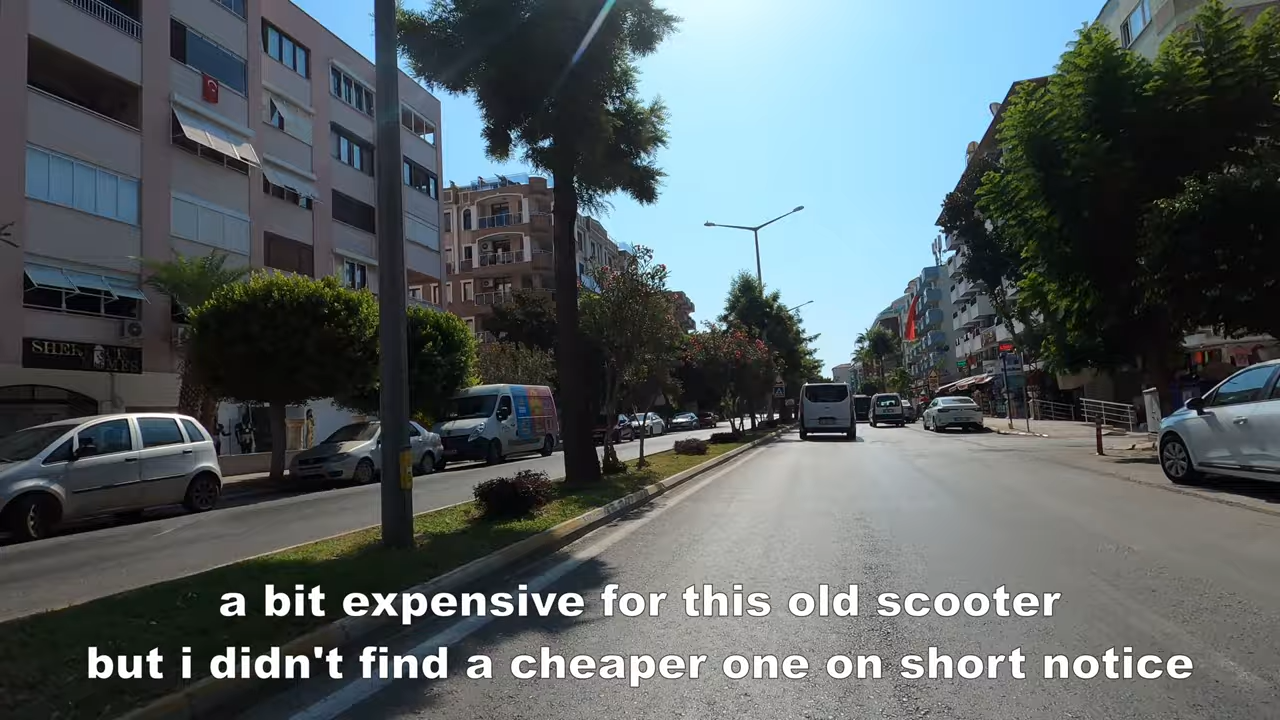 a bit expensive for this old scooter
but i didn't find a cheaper one on short notice